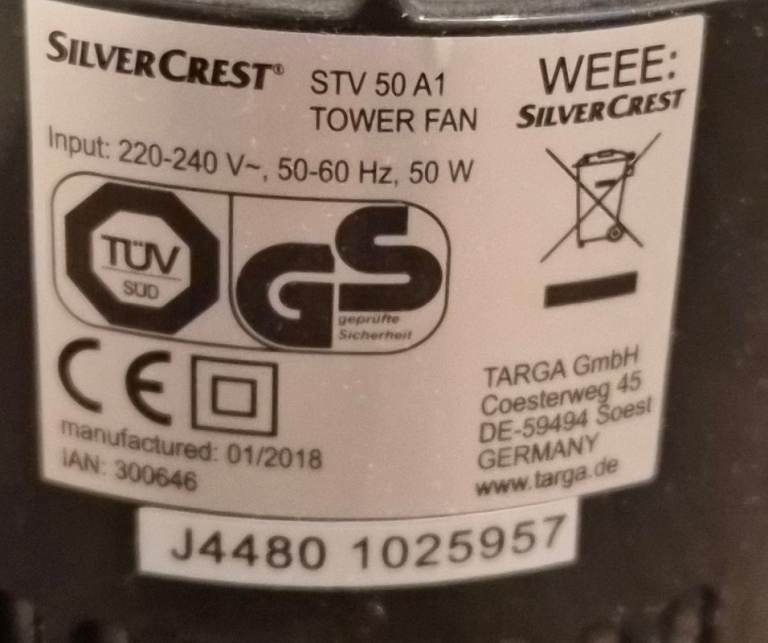 SILVERCREST® STV 50 A1
TOWER FAN
Input: 220-240 V~, 50-60 Hz, 50 W
WEEE:
SILVERCREST
TÜV
SÜD
GS
geprüfte
Sicherheit
CE
manufactured: 01/2018
IAN: 300646
TARGA GmbH
Coesterweg 45
DE-59494 Soest
GERMANY
www.targa.de
J4480 1025957